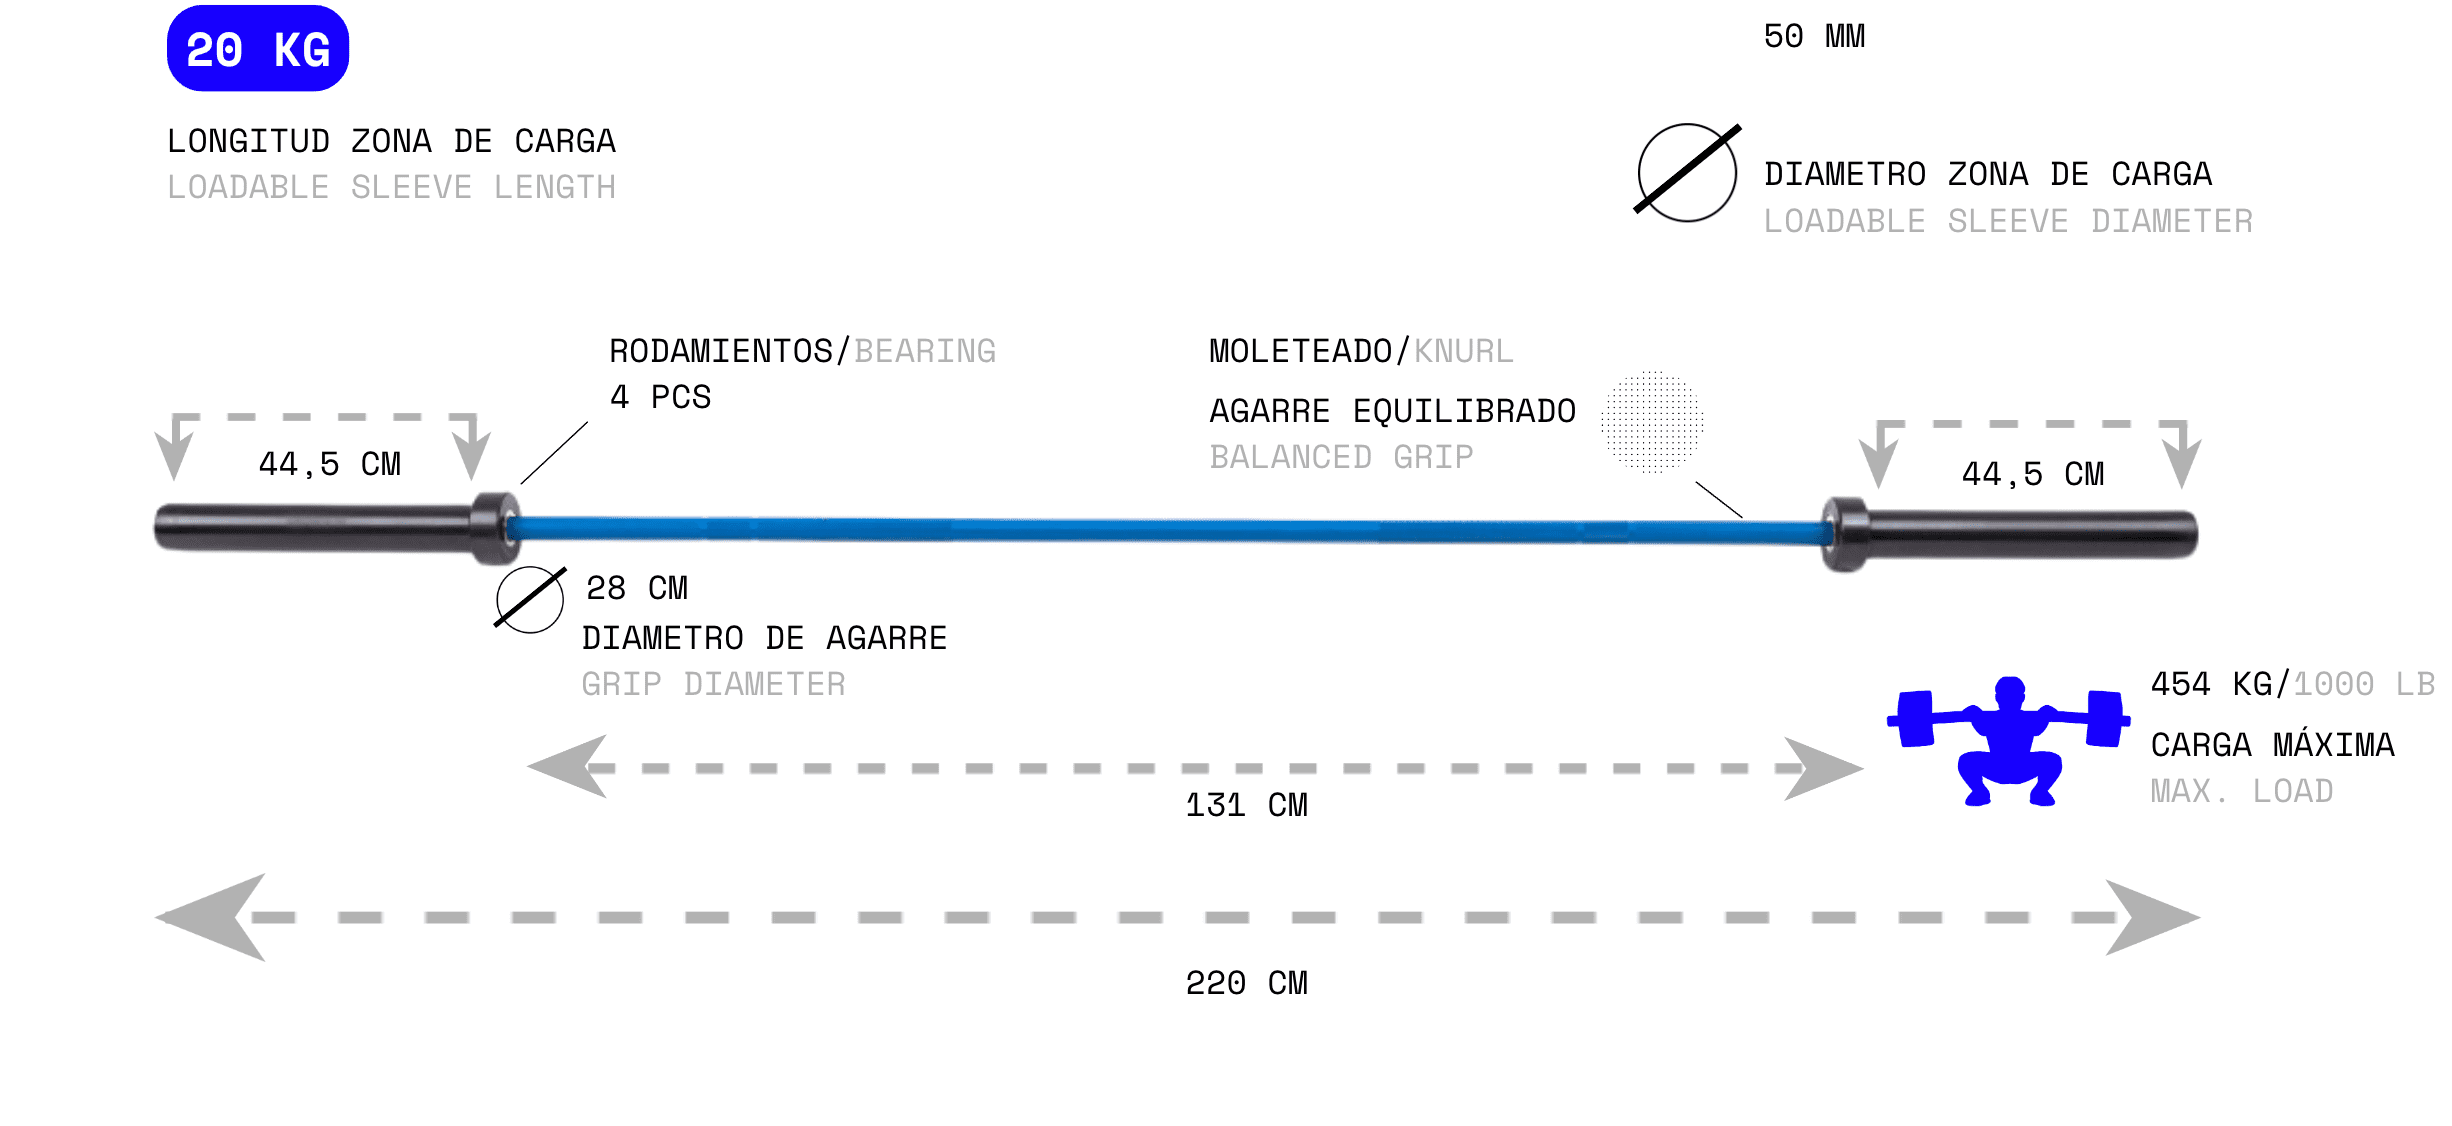 20 KG
50 MM
LONGITUD ZONA DE CARGA
LOADABLE SLEEVE LENGTH
DIAMETRO ZONA DE CARGA
LOADABLE SLEEVE DIAMETER
RODAMIENTOS/BEARING
4 PCS
MOLETEADO/KNURL
AGARRE EQUILIBRADO
BALANCED GRIP
44,5 CM
44,5 CM
28 CM
DIAMETRO DE AGARRE
GRIP DIAMETER
454 KG/1000 LB
CARGA MÁXIMA
MAX. LOAD
131 CM
220 CM